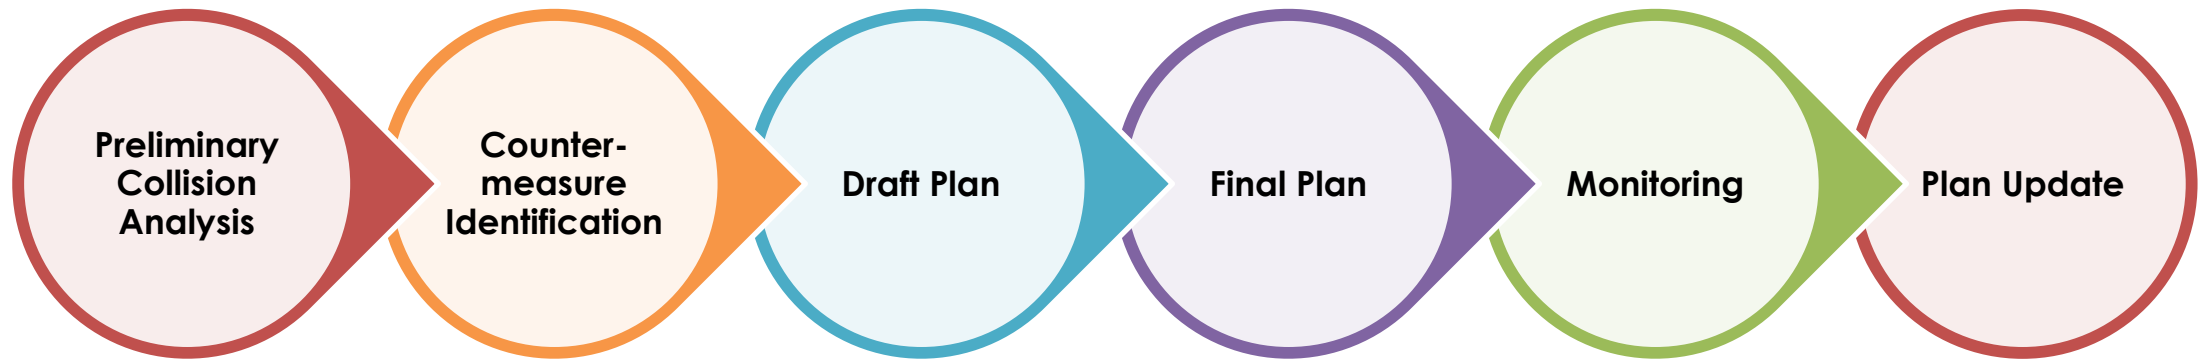 Preliminary
Collision
Analysis
Counter-
measure
Identification
Draft Plan
Final Plan
Monitoring
Plan Update